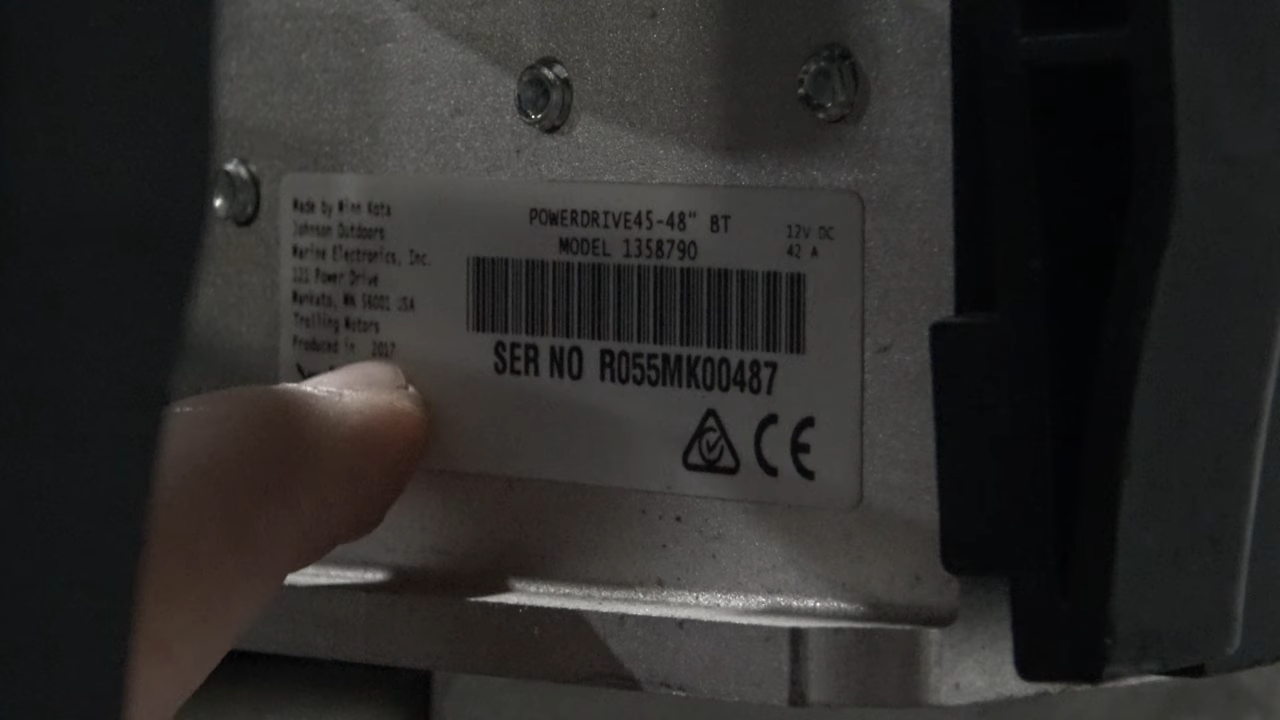 Made by Minn Kota
Johnson Outdoors
Marine Electronics, Inc.
121 Power Drive
Mankato, MN 56001 USA
Trolling Motors
Produced in 2017
POWERDRIVE45-48" BT
MODEL 1358790
12V DC
42 A
SER NO R055MK00487
CE